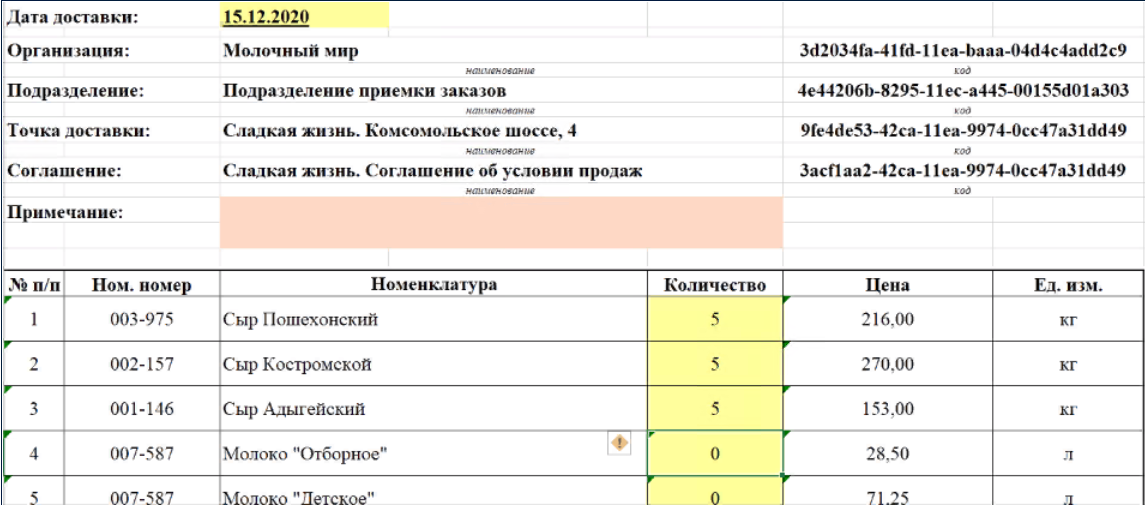 Дата доставки: 15.12.2020
Организация: Молочный мир 3d2034fa-41fd-11ea-baaa-04d4c4add2c9
наименование код
Подразделение: Подразделение приемки заказов 4e44206b-8295-11ec-a445-00155d01a303
наименование код
Точка доставки: Сладкая жизнь. Комсомольское шоссе, 4 9fe4de53-42ca-11ea-9974-0cc47a31dd49
наименование код
Соглашение: Сладкая жизнь. Соглашение об условии продаж 3acf1aa2-42ca-11ea-9974-0cc47a31dd49
наименование код
Примечание:
№ п/п Ном. номер Номенклатура Количество Цена Ед. изм.
1 003-975 Сыр Пошехонский 5 216,00 кг
2 002-157 Сыр Костромской 5 270,00 кг
3 001-146 Сыр Адыгейский 5 153,00 кг
4 007-587 Молоко "Отборное" 0 28,50 л
5 007-587 Молоко "Детское" 0 71,25 л